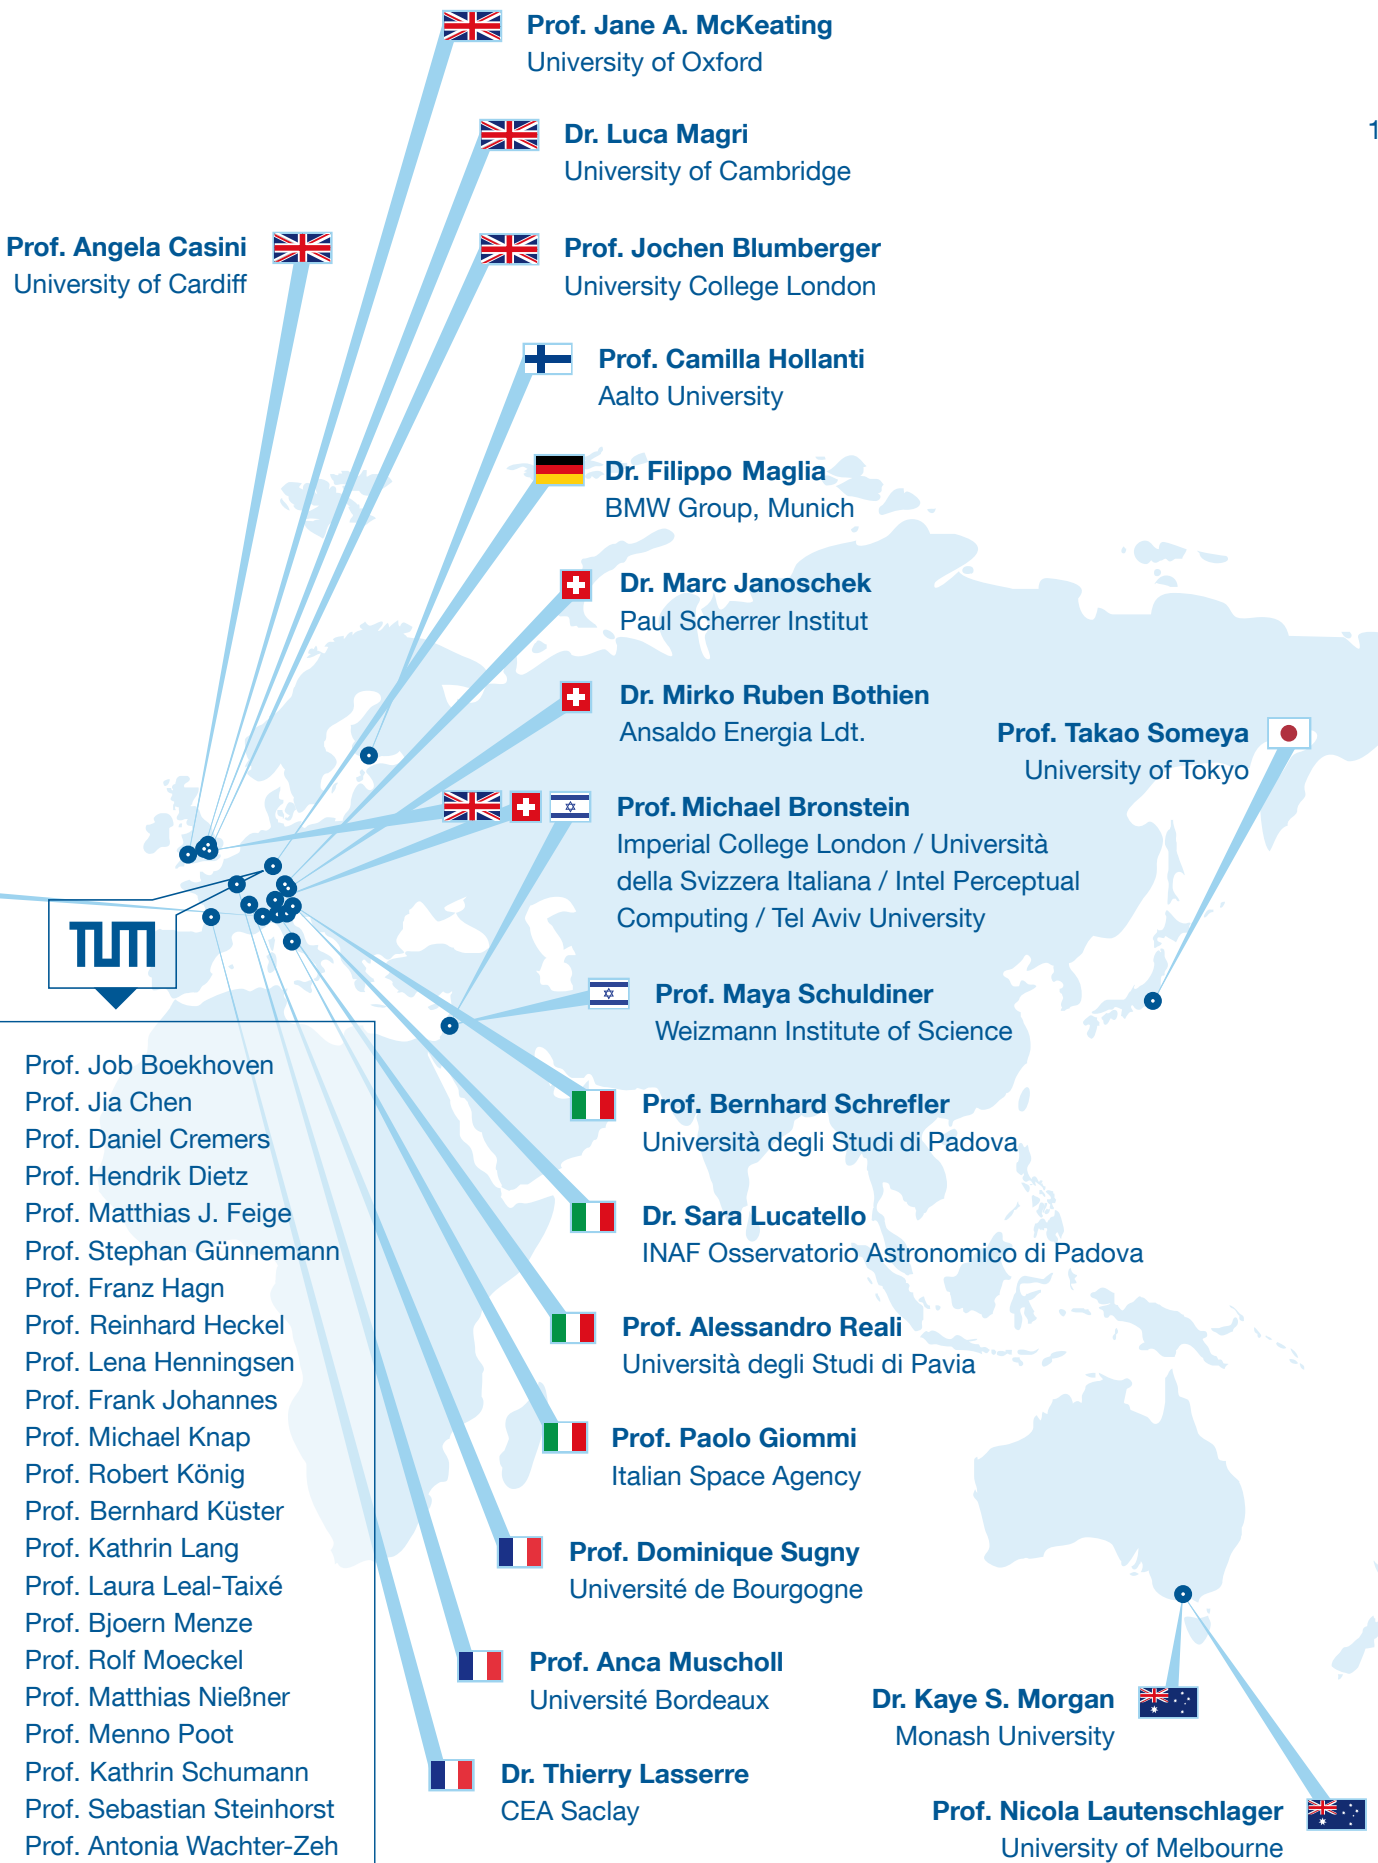 Prof. Jane A. McKeating
University of Oxford
1
Dr. Luca Magri
University of Cambridge
Prof. Angela Casini
University of Cardiff
Prof. Jochen Blumberger
University College London
Prof. Camilla Hollanti
Aalto University
Dr. Filippo Maglia
BMW Group, Munich
Dr. Marc Janoschek
Paul Scherrer Institut
Dr. Mirko Ruben Bothien
Ansaldo Energia Ldt.
Prof. Takao Someya
University of Tokyo
Prof. Michael Bronstein
Imperial College London / Università
della Svizzera Italiana / Intel Perceptual
Computing / Tel Aviv University
TUM
Prof. Maya Schuldiner
Weizmann Institute of Science
Prof. Bernhard Schrefler
Università degli Studi di Padova
Dr. Sara Lucatello
INAF Osservatorio Astronomico di Padova
Prof. Alessandro Reali
Università degli Studi di Pavia
Prof. Paolo Giommi
Italian Space Agency
Prof. Dominique Sugny
Université de Bourgogne
Prof. Anca Muscholl
Université Bordeaux
Dr. Thierry Lasserre
CEA Saclay
Dr. Kaye S. Morgan
Monash University
Prof. Nicola Lautenschlager
University of Melbourne
Prof. Job Boekhoven
Prof. Jia Chen
Prof. Daniel Cremers
Prof. Hendrik Dietz
Prof. Matthias J. Feige
Prof. Stephan Günnemann
Prof. Franz Hagn
Prof. Reinhard Heckel
Prof. Lena Henningsen
Prof. Frank Johannes
Prof. Michael Knap
Prof. Robert König
Prof. Bernhard Küster
Prof. Kathrin Lang
Prof. Laura Leal-Taixé
Prof. Bjoern Menze
Prof. Rolf Moeckel
Prof. Matthias Nießner
Prof. Menno Poot
Prof. Kathrin Schumann
Prof. Sebastian Steinhorst
Prof. Antonia Wachter-Zeh